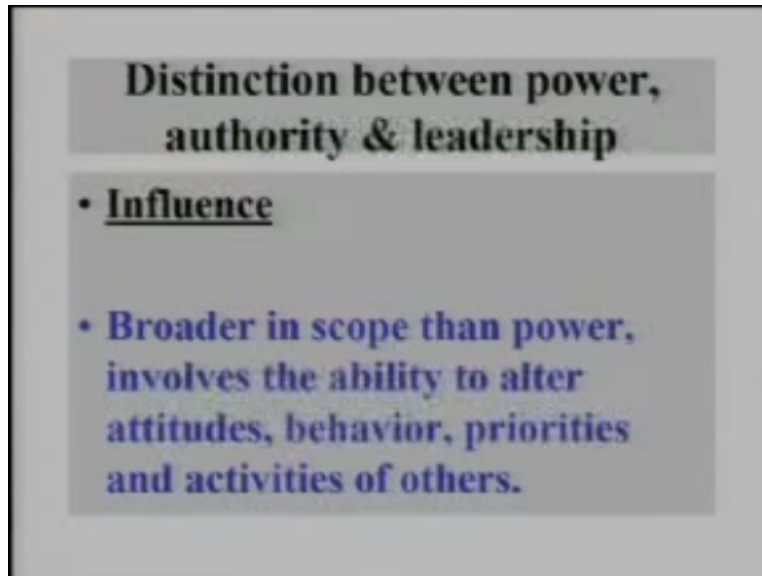 Distinction between power,
authority & leadership
• Influence
• Broader in scope than power,
involves the ability to alter
attitudes, behavior, priorities
and activities of others.